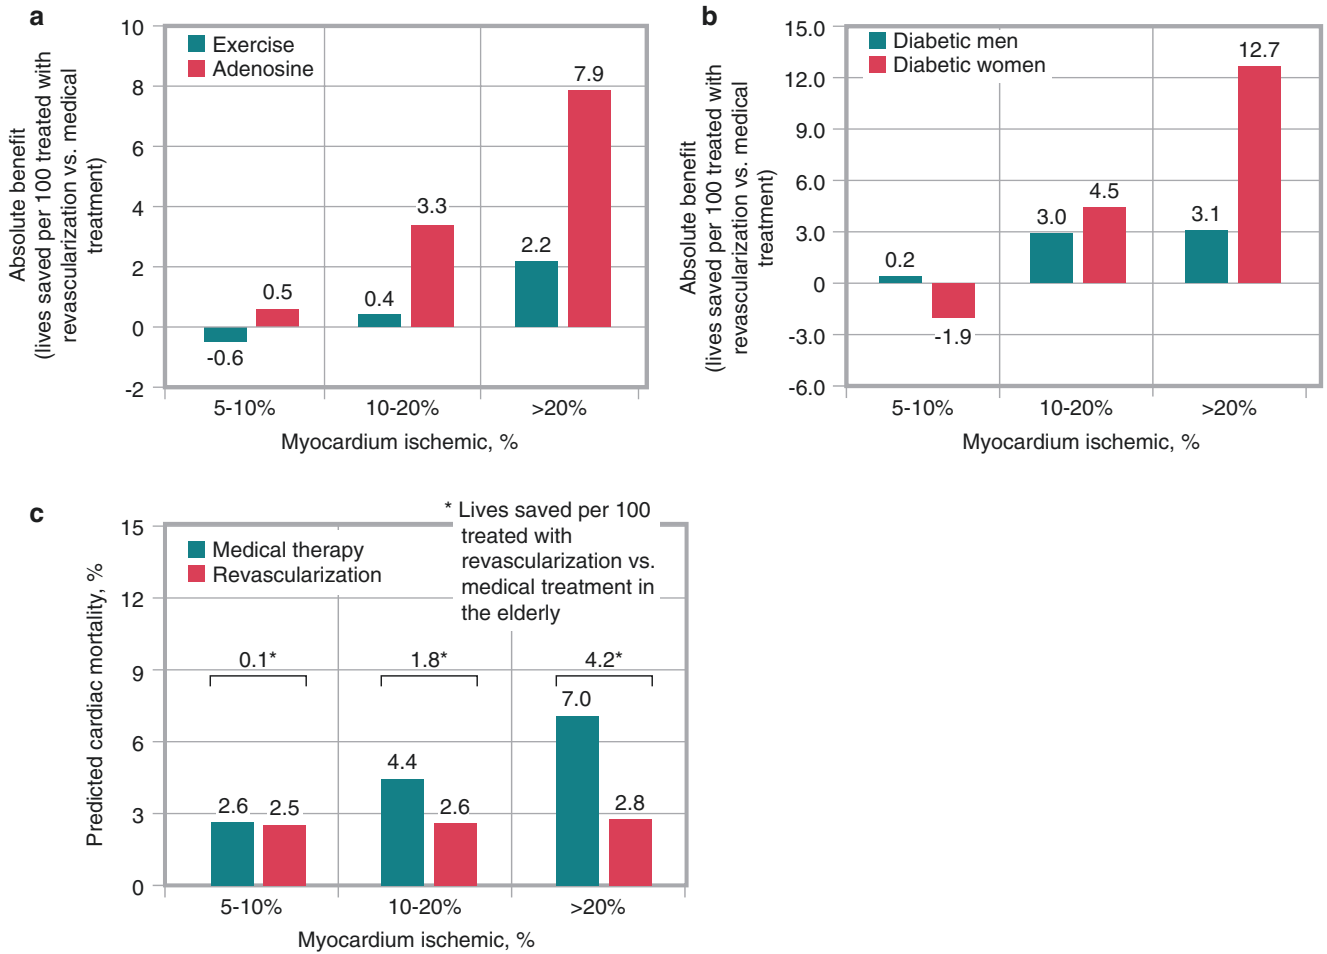 a
Absolute benefit
(lives saved per 100 treated with
revascularization vs. medical
treatment)
10
8
6
4
2
0
-2
Exercise
Adenosine
-0.6
0.5
0.4
3.3
2.2
7.9
5-10%
10-20%
>20%
Myocardium ischemic, %
b
Absolute benefit
(lives saved per 100 treated with
revascularization vs. medical
treatment)
15.0
12.0
9.0
6.0
3.0
0
-3.0
-6.0
Diabetic men
Diabetic women
0.2
-1.9
3.0
4.5
3.1
12.7
5-10%
10-20%
>20%
Myocardium ischemic, %
c
Predicted cardiac mortality, %
15
12
9
6
3
0
Medical therapy
Revascularization
* Lives saved per 100
treated with
revascularization vs.
medical treatment in
the elderly
0.1*
1.8*
4.2*
2.6
2.5
4.4
2.6
7.0
2.8
5-10%
10-20%
>20%
Myocardium ischemic, %